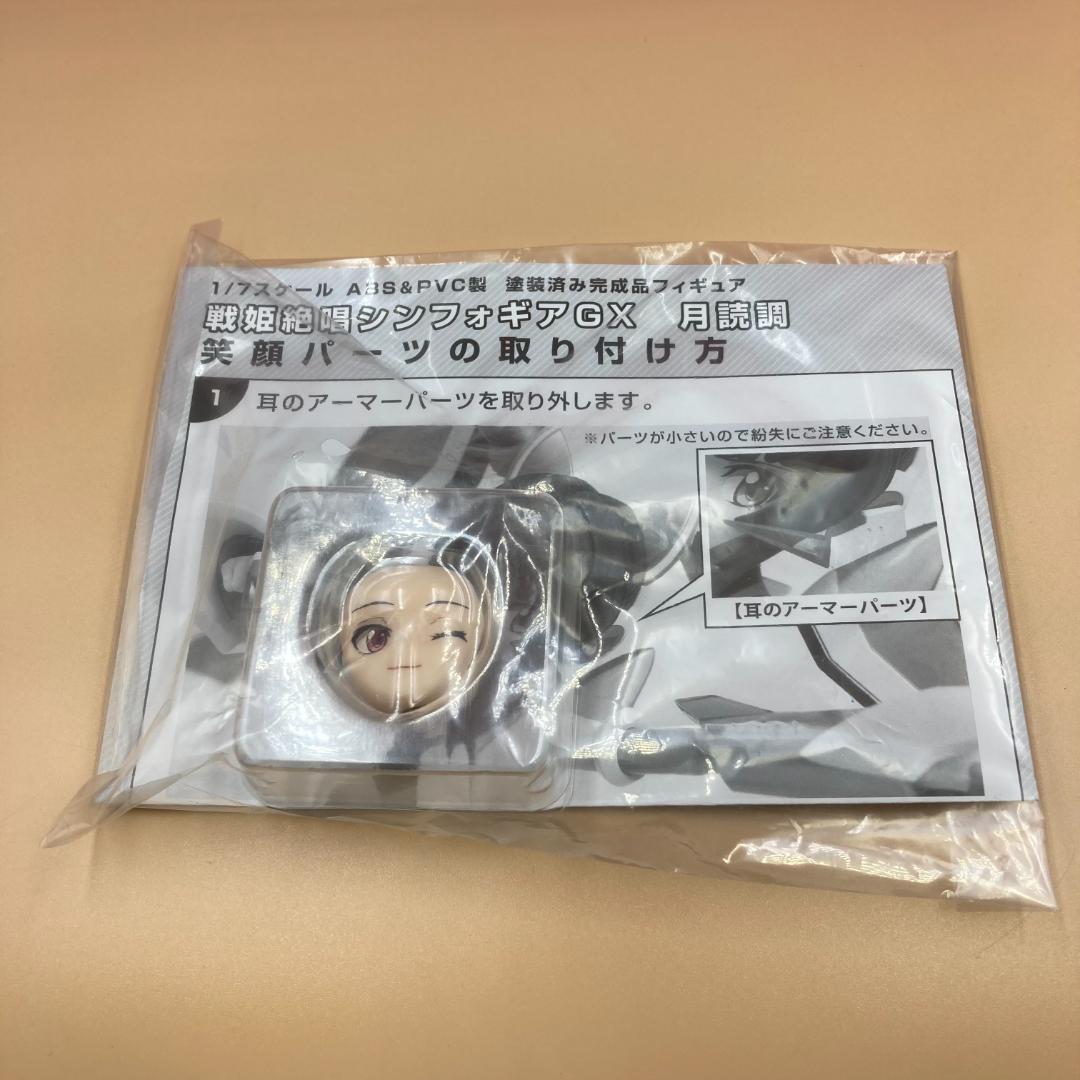 1/7スケール ABS&PVC製 塗装済み完成品フィギュア
戦姫絶唱シンフォギアGX 月読調
笑顔パーツの取り付け方
1 耳のアーマーパーツを取り外します。
※パーツが小さいので紛失にご注意ください。
【耳のアーマーパーツ】